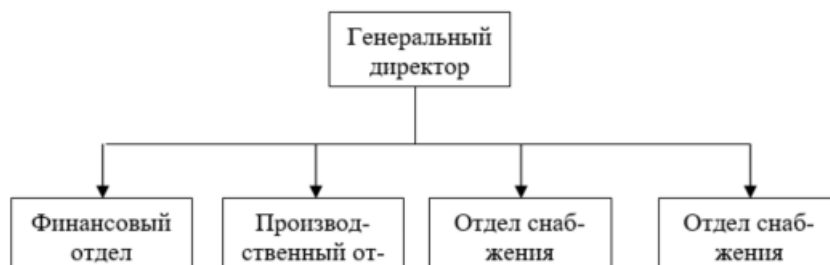 Генеральный
директор
Финансовый
отдел
Производ-
ственный от-
Отдел снаб-
жения
Отдел снаб-
жения